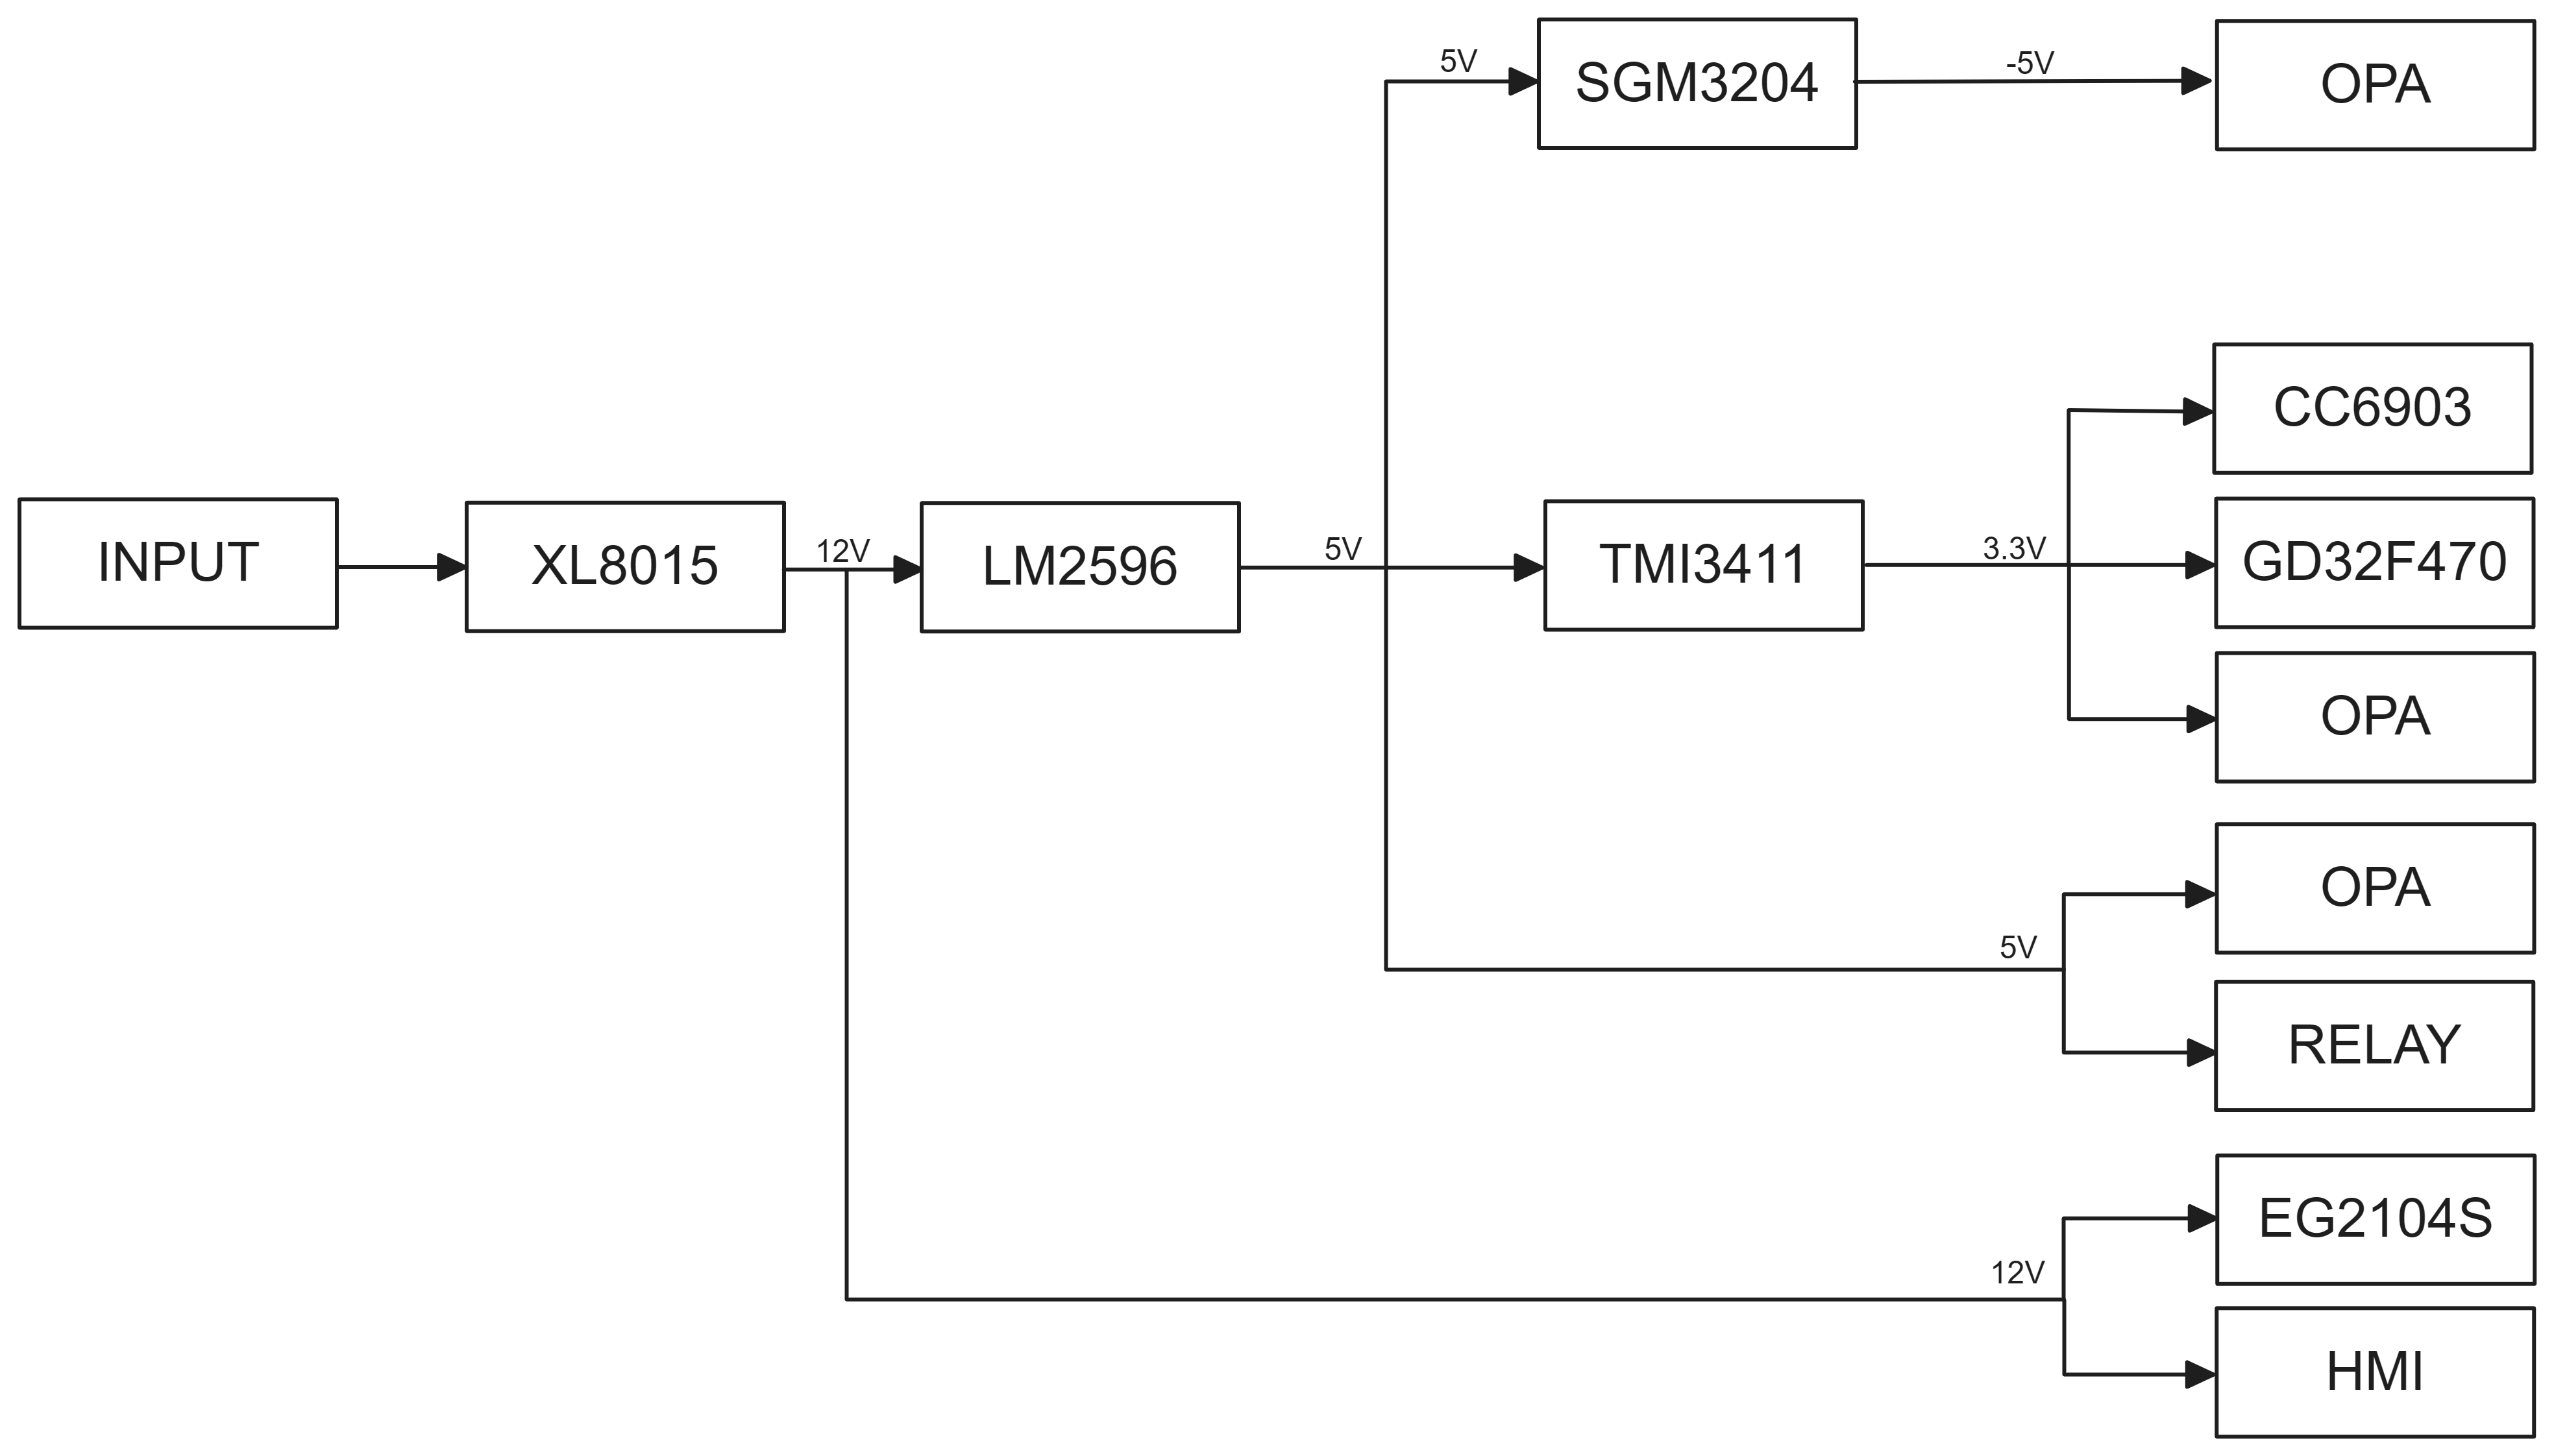 5V
SGM3204
-5V
OPA
CC6903
INPUT
XL8015
12V
LM2596
5V
TMI3411
3.3V
GD32F470
OPA
OPA
5V
RELAY
EG2104S
12V
HMI